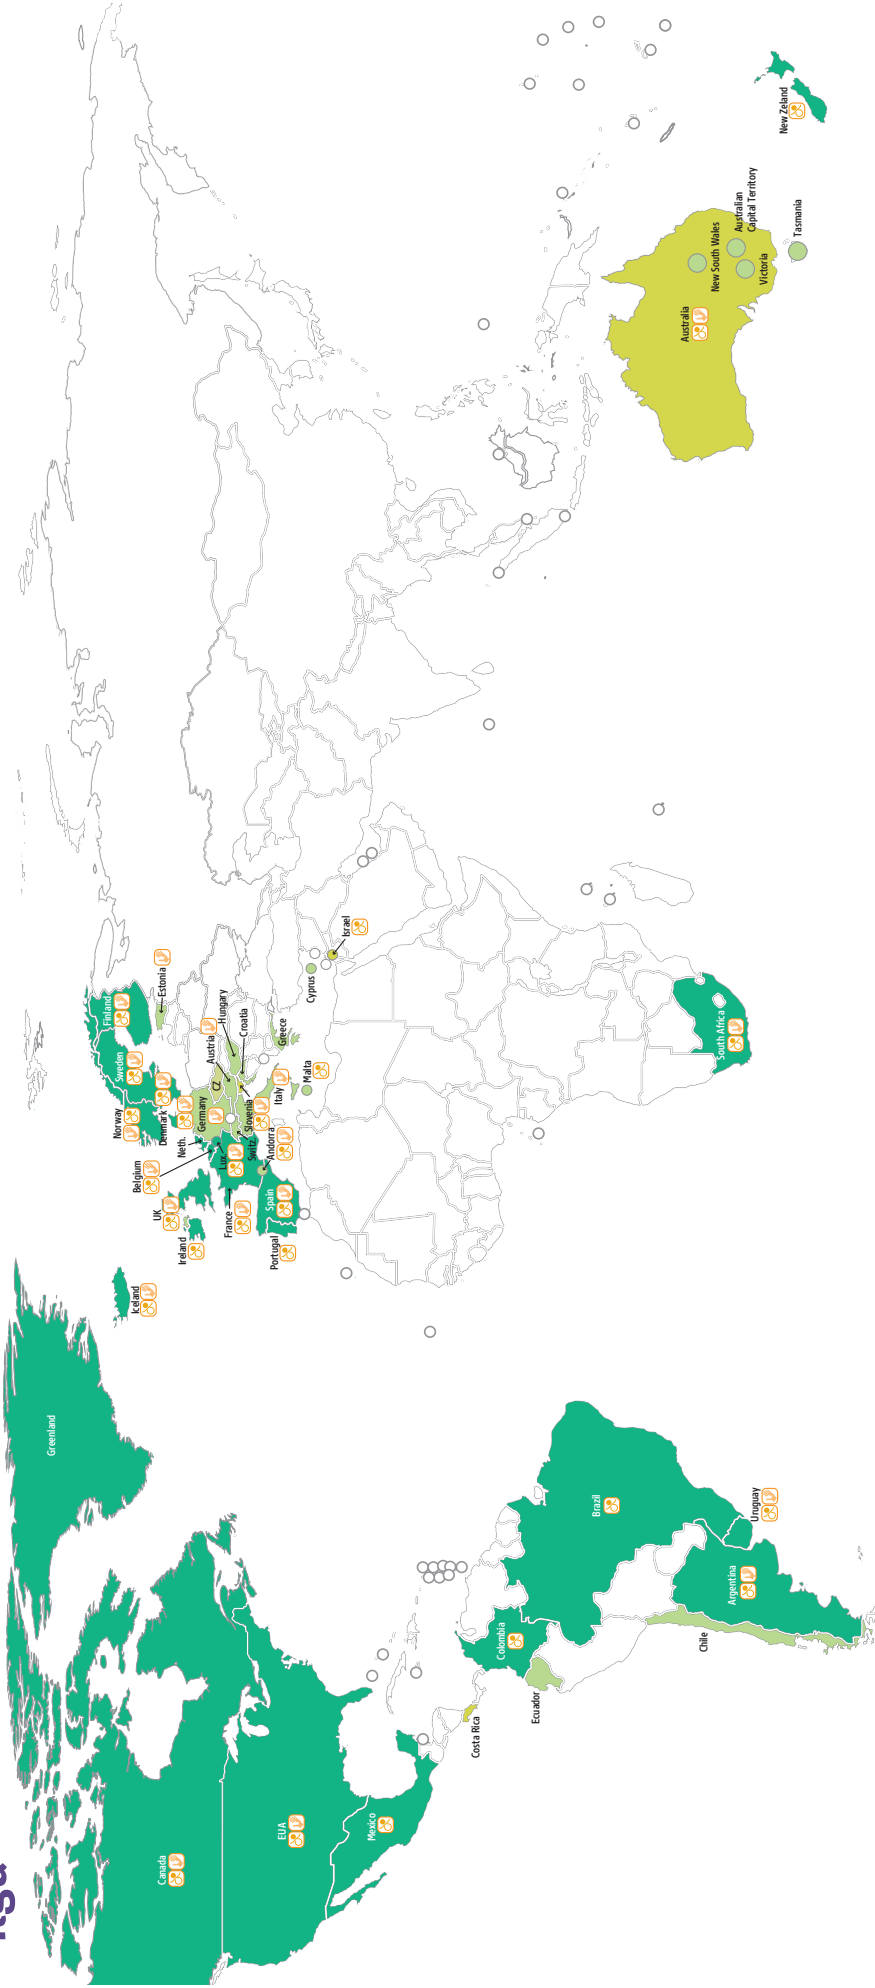 Greenland
Canada
EUA
Mexico
Costa Rica
Colombia
Ecuador
Brazil
Chile
Argentina
Uruguay
Iceland
Ireland
UK
Belgium
Neth.
Denmark
Norway
Sweden
Finland
Estonia
Germany
CZ
Austria
Hungary
Croatia
Slovenia
Switz.
Lux.
France
Andorra
Spain
Portugal
Italy
Malta
Greece
Cyprus
Israel
South Africa
Australia
New South Wales
Australian
Capital Territory
Victoria
Tasmania
New Zeland